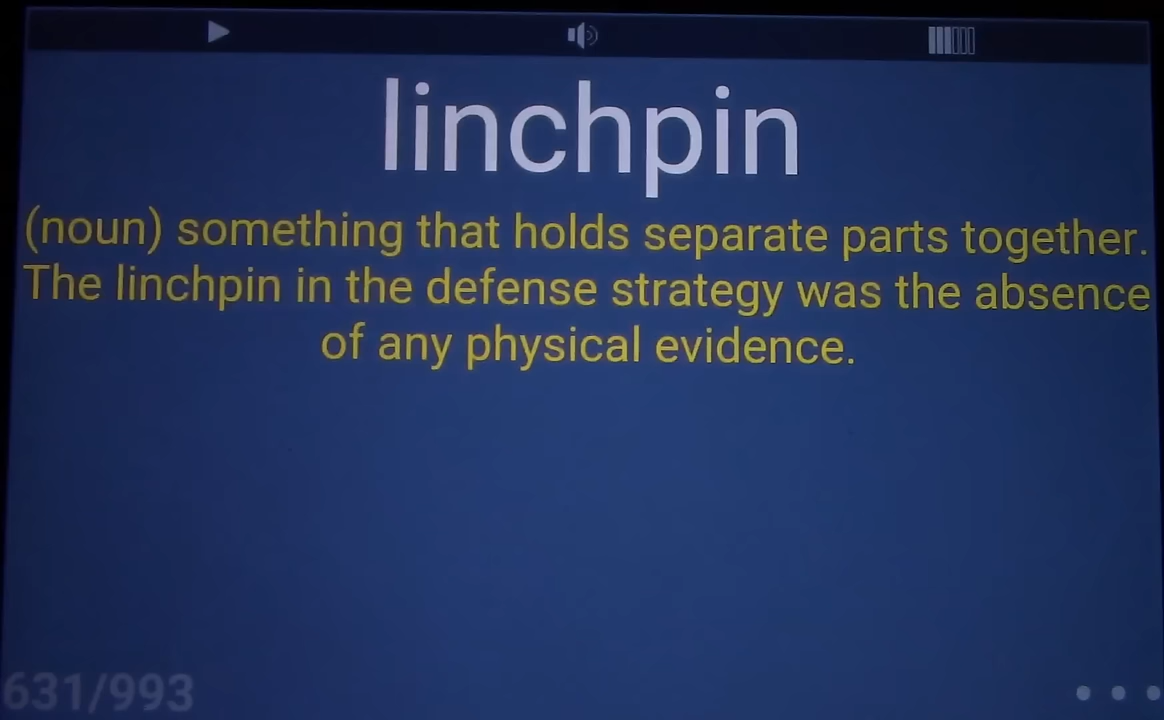 linchpin
(noun) something that holds separate parts together.
The linchpin in the defense strategy was the absence
of any physical evidence.
631/993